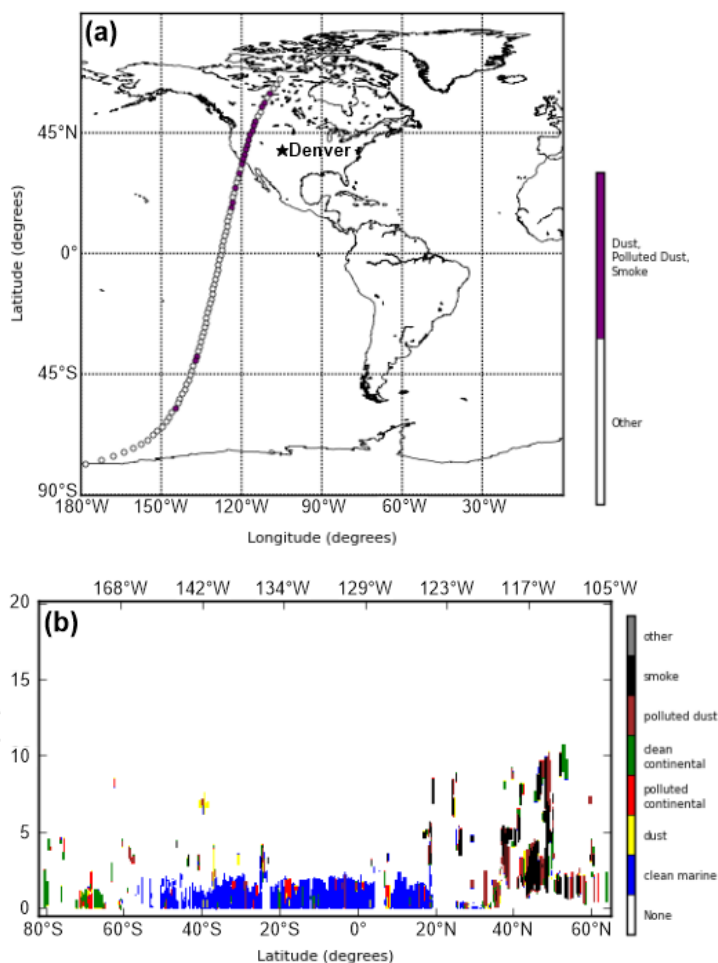 (a)
45°N
★Denver
0°
45°S
90°S
180°W 150°W 120°W 90°W 60°W 30°W
Longitude (degrees)
Latitude (degrees)
Dust,
Polluted Dust,
Smoke
Other
168°W 142°W 134°W 129°W 123°W 117°W 105°W
(b)
20
15
10
5
0
80°S 60°S 40°S 20°S 0° 20°N 40°N 60°N
Latitude (degrees)
other
smoke
polluted dust
clean
continental
polluted
continental
dust
clean marine
None